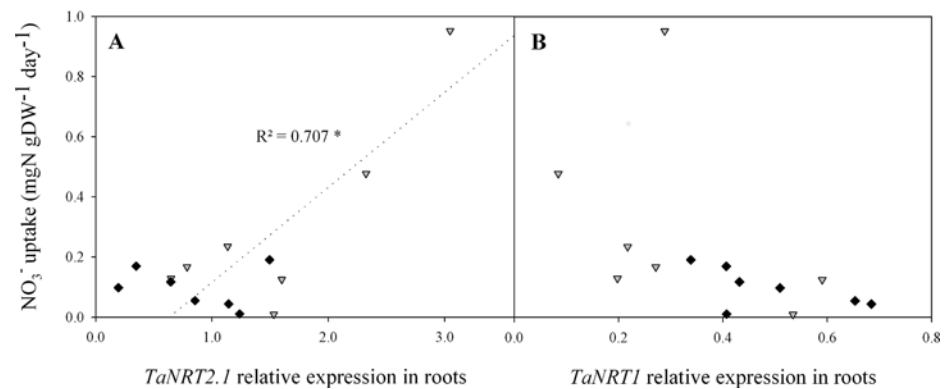 A
B
NO₃⁻ uptake (mgN gDW⁻¹ day⁻¹)
1.0
0.8
0.6
0.4
0.2
0.0
R² = 0.707 *
0.0 1.0 2.0 3.0 0.0 0.2 0.4 0.6 0.8
TaNRT2.1 relative expression in roots
TaNRT1 relative expression in roots